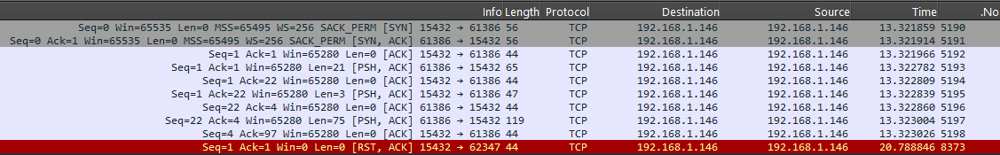 Info Length Protocol Destination Source Time .No
Seq=0 Win=65535 Len=0 MSS=65495 WS=256 SACK_PERM [SYN] 15432 → 61386 56 TCP 192.168.1.146 192.168.1.146 13.321859 5190
Seq=0 Ack=1 Win=65535 Len=0 MSS=65495 WS=256 SACK_PERM [SYN, ACK] 61386 → 15432 56 TCP 192.168.1.146 192.168.1.146 13.321914 5191
Seq=1 Ack=1 Win=65280 Len=0 [ACK] 15432 → 61386 44 TCP 192.168.1.146 192.168.1.146 13.321966 5192
Seq=1 Ack=1 Win=65280 Len=21 [PSH, ACK] 15432 → 61386 65 TCP 192.168.1.146 192.168.1.146 13.322782 5193
Seq=1 Ack=22 Win=65280 Len=0 [ACK] 61386 → 15432 44 TCP 192.168.1.146 192.168.1.146 13.322809 5194
Seq=1 Ack=22 Win=65280 Len=3 [PSH, ACK] 61386 → 15432 47 TCP 192.168.1.146 192.168.1.146 13.322839 5195
Seq=22 Ack=4 Win=65280 Len=0 [ACK] 15432 → 61386 44 TCP 192.168.1.146 192.168.1.146 13.322860 5196
Seq=22 Ack=4 Win=65280 Len=75 [PSH, ACK] 15432 → 61386 119 TCP 192.168.1.146 192.168.1.146 13.323004 5197
Seq=4 Ack=97 Win=65280 Len=0 [ACK] 61386 → 15432 44 TCP 192.168.1.146 192.168.1.146 13.323026 5198
Seq=1 Ack=1 Win=0 Len=0 [RST, ACK] 15432 → 62347 44 TCP 192.168.1.146 192.168.1.146 20.788846 8373